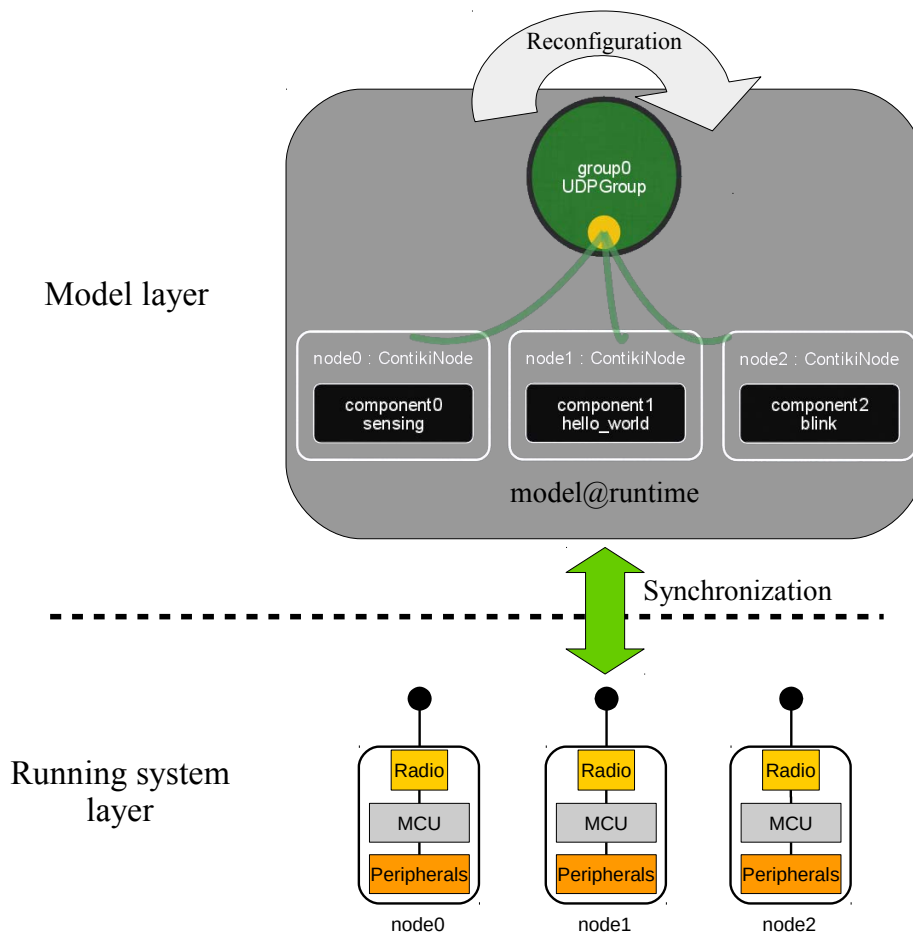 Reconfiguration
group0
UDPGroup
Model layer
node0 : ContikiNode
node1 : ContikiNode
node2 : ContikiNode
component0
sensing
component1
hello_world
component2
blink
model@runtime
Synchronization
Running system
layer
Radio
MCU
Peripherals
node0
Radio
MCU
Peripherals
node1
Radio
MCU
Peripherals
node2